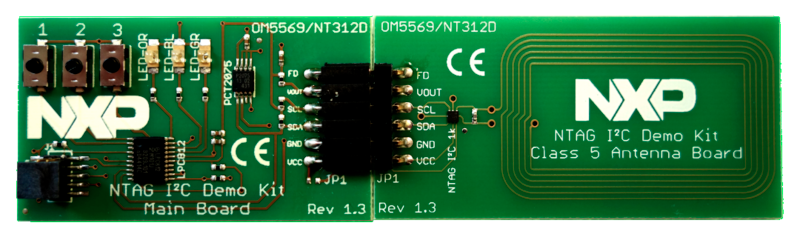 1 2 3
LED-OR
LED-BL
LED-GR
PCT2075
OM5569/NT312D
FD
VOUT
SCL
SDA
GND
VCC
NXP
LPC812
NTAG I²C Demo Kit
Main Board
JP1
Rev 1.3
OM5569/NT312D
FD
VOUT
SCL
SDA
GND
VCC
JP1
Rev 1.3
NTAG I²C 1k
NXP
NTAG I²C Demo Kit
Class 5 Antenna Board